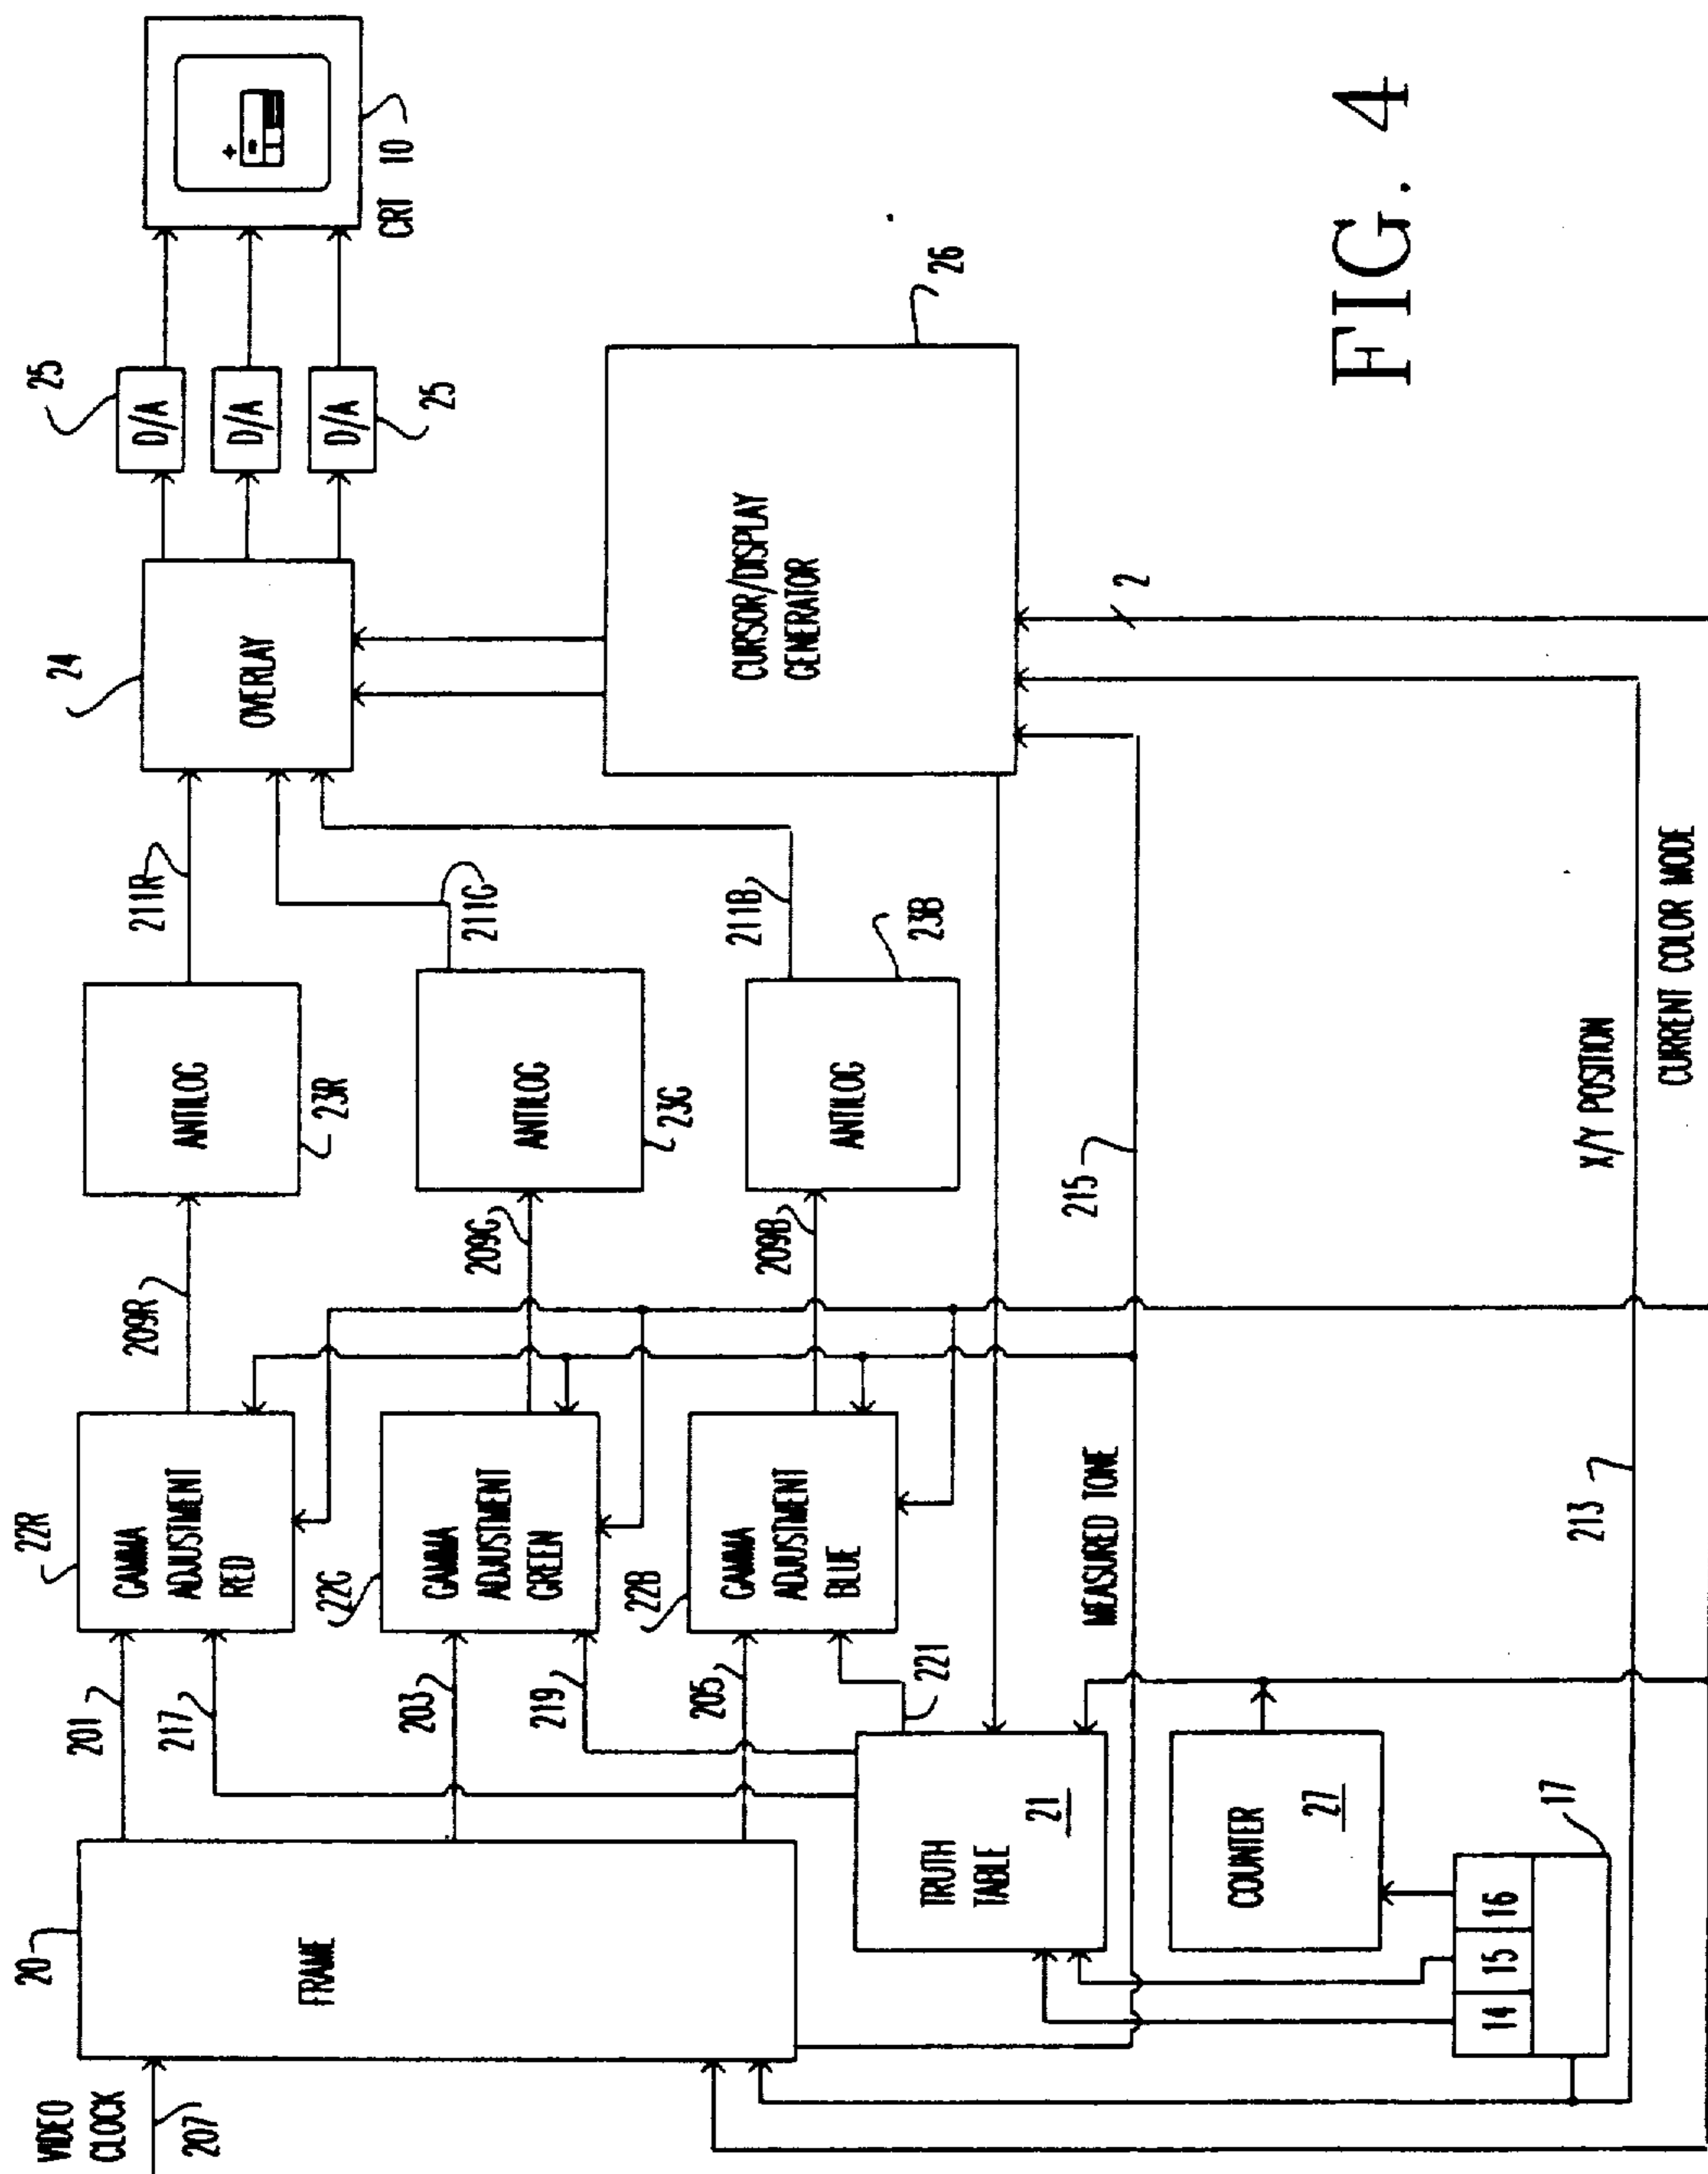 VIDEO
CLOCK
207
20
FRAME
201
217
203
219
205
221
22R
GAMMA
ADJUSTMENT
RED
22G
GAMMA
ADJUSTMENT
GREEN
22B
GAMMA
ADJUSTMENT
BLUE
209R
209G
209B
ANTILOG
23R
ANTILOG
23G
ANTILOG
23B
211R
211G
211B
24
OVERLAY
25
D/A
D/A
D/A
25
CRT 10
CURSOR/DISPLAY
GENERATOR
26
2
TRUTH
TABLE
21
COUNTER
27
14
15
16
17
MEASURED TONE
215
213
X/Y POSITION
CURRENT COLOR MODE
FIG. 4